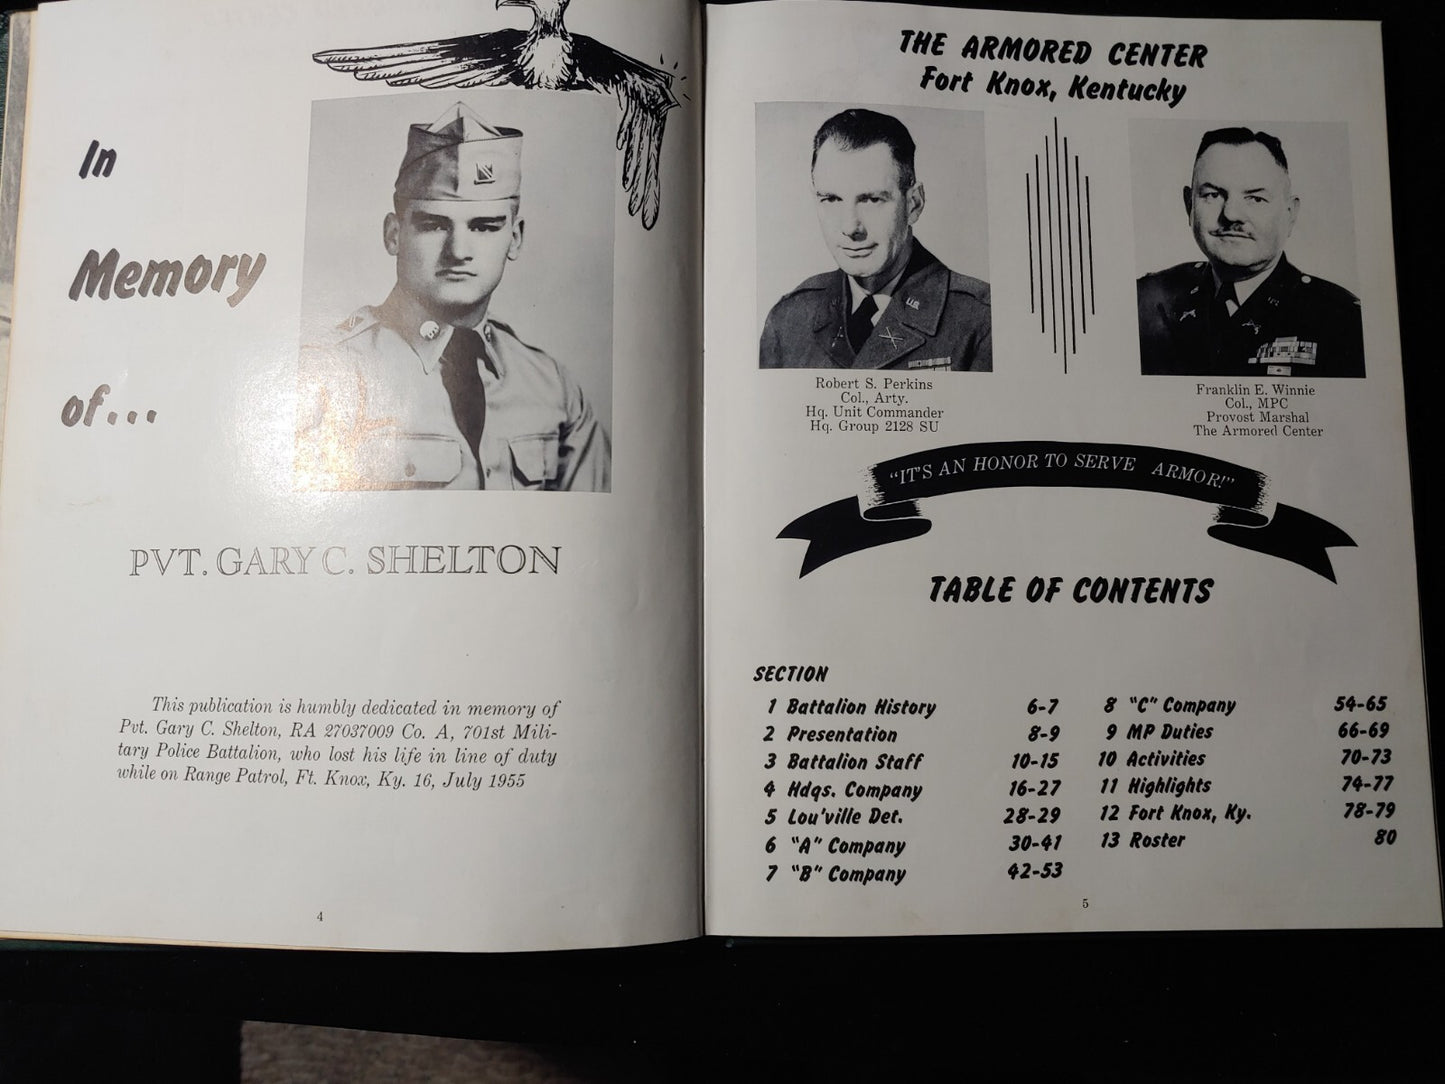 In
Memory
of...
PVT. GARY C. SHELTON
This publication is humbly dedicated in memory of
Pvt. Gary C. Shelton, RA 27037009 Co. A, 701st Mili-
tary Police Battalion, who lost his life in line of duty
while on Range Patrol, Ft. Knox, Ky. 16, July 1955
4
THE ARMORED CENTER
Fort Knox, Kentucky
Robert S. Perkins
Col., Arty.
Hq. Unit Commander
Hq. Group 2128 SU
Franklin E. Winnie
Col., MPC
Provost Marshal
The Armored Center
"IT'S AN HONOR TO SERVE ARMOR!"
TABLE OF CONTENTS
SECTION
1 Battalion History 6-7
2 Presentation 8-9
3 Battalion Staff 10-15
4 Hdqs. Company 16-27
5 Lou'ville Det. 28-29
6 "A" Company 30-41
7 "B" Company 42-53
8 "C" Company 54-65
9 MP Duties 66-69
10 Activities 70-73
11 Highlights 74-77
12 Fort Knox, Ky. 78-79
13 Roster 80
5